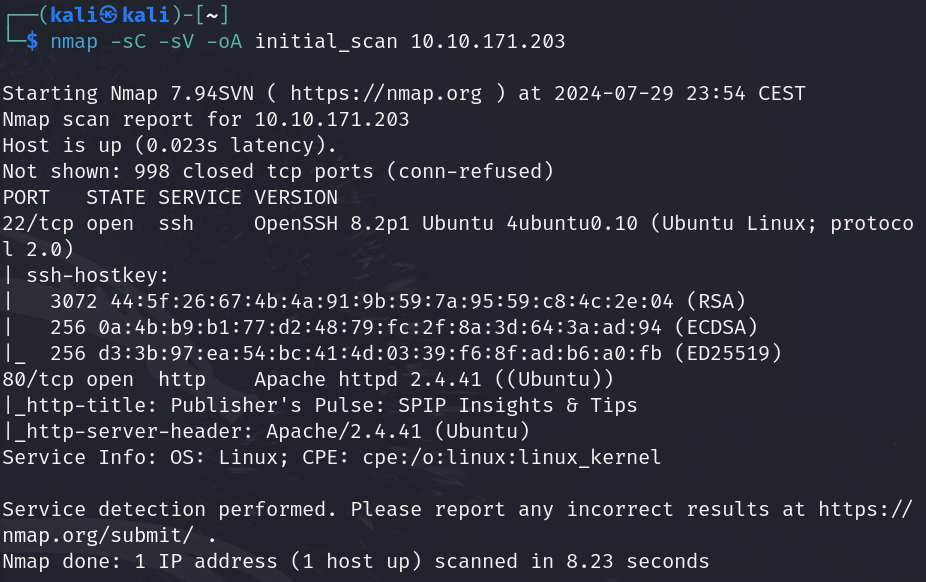 ┌──(kali㉿kali)-[~]
└─$ nmap -sC -sV -oA initial_scan 10.10.171.203
Starting Nmap 7.94SVN ( https://nmap.org ) at 2024-07-29 23:54 CEST
Nmap scan report for 10.10.171.203
Host is up (0.023s latency).
Not shown: 998 closed tcp ports (conn-refused)
PORT   STATE SERVICE VERSION
22/tcp open  ssh     OpenSSH 8.2p1 Ubuntu 4ubuntu0.10 (Ubuntu Linux; protoco
l 2.0)
| ssh-hostkey:
|   3072 44:5f:26:67:4b:4a:91:9b:59:7a:95:59:c8:4c:2e:04 (RSA)
|   256 0a:4b:b9:b1:77:d2:48:79:fc:2f:8a:3d:64:3a:ad:94 (ECDSA)
|_  256 d3:3b:97:ea:54:bc:41:4d:03:39:f6:8f:ad:b6:a0:fb (ED25519)
80/tcp open  http    Apache httpd 2.4.41 ((Ubuntu))
|_http-title: Publisher's Pulse: SPIP Insights & Tips
|_http-server-header: Apache/2.4.41 (Ubuntu)
Service Info: OS: Linux; CPE: cpe:/o:linux:linux_kernel
Service detection performed. Please report any incorrect results at https://
nmap.org/submit/ .
Nmap done: 1 IP address (1 host up) scanned in 8.23 seconds